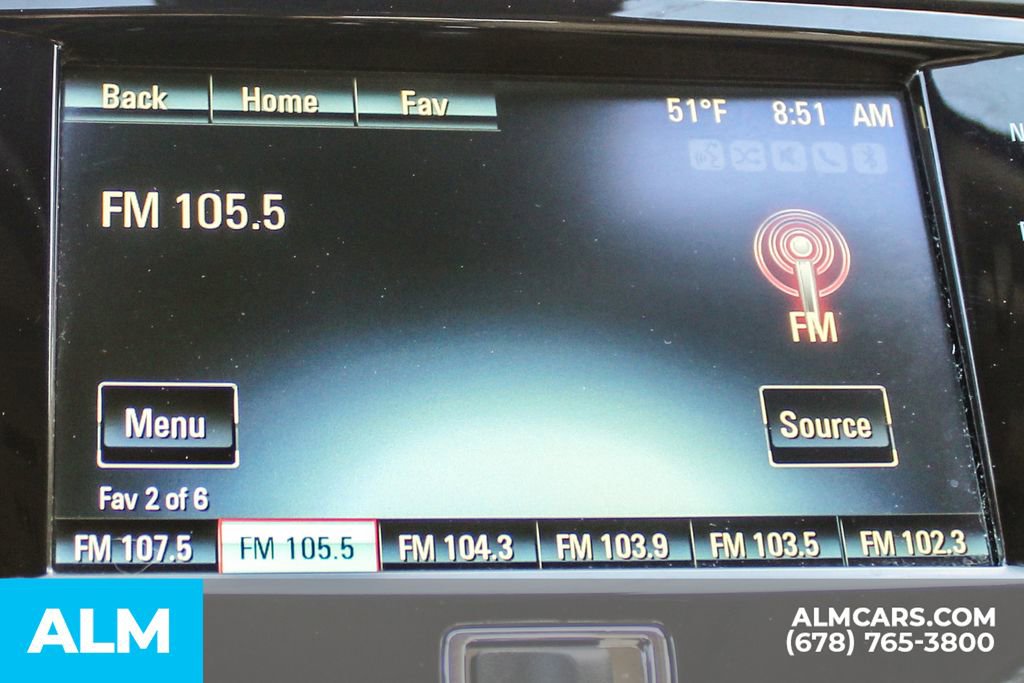 Back Home Fav 51°F 8:51 AM
FM 105.5
FM
Menu Source
Fav 2 of 6
FM 107.5 FM 105.5 FM 104.3 FM 103.9 FM 103.5 FM 102.3
ALM
ALMCARS.COM
(678) 765-3800